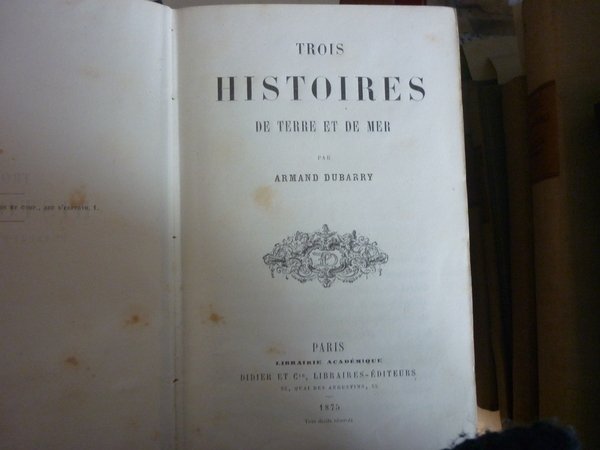 TROIS
HISTOIRES
DE TERRE ET DE MER
PAR
ARMAND DUBARRY
PARIS
LIBRAIRIE ACADÉMIQUE
DIDIER ET Cie, LIBRAIRES-ÉDITEURS
35, QUAI DES AUGUSTINS, 35
1875
Tous droits réservés